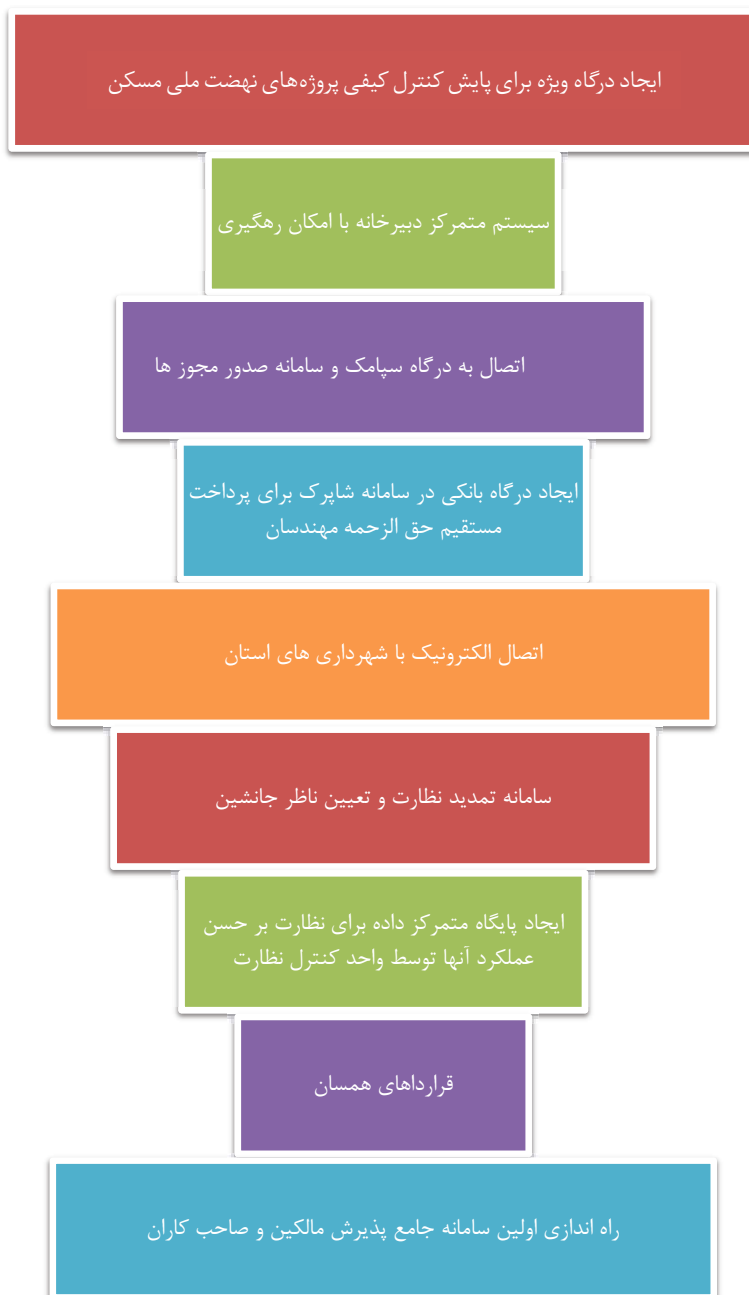 ایجاد درگاه ویژه برای پایش کنترل کیفی پروژه‌های نهضت ملی مسکن
سیستم متمرکز دبیرخانه با امکان رهگیری
اتصال به درگاه سپامک و سامانه صدور مجوز ها
ایجاد درگاه بانکی در سامانه شاپرک برای پرداخت
مستقیم حق الزحمه مهندسان
اتصال الکترونیک با شهرداری های استان
سامانه تمدید نظارت و تعیین ناظر جانشین
ایجاد پایگاه متمرکز داده برای نظارت بر حسن
عملکرد آنها توسط واحد کنترل نظارت
قرارداهای همسان
راه اندازی اولین سامانه جامع پذیرش مالکین و صاحب کاران